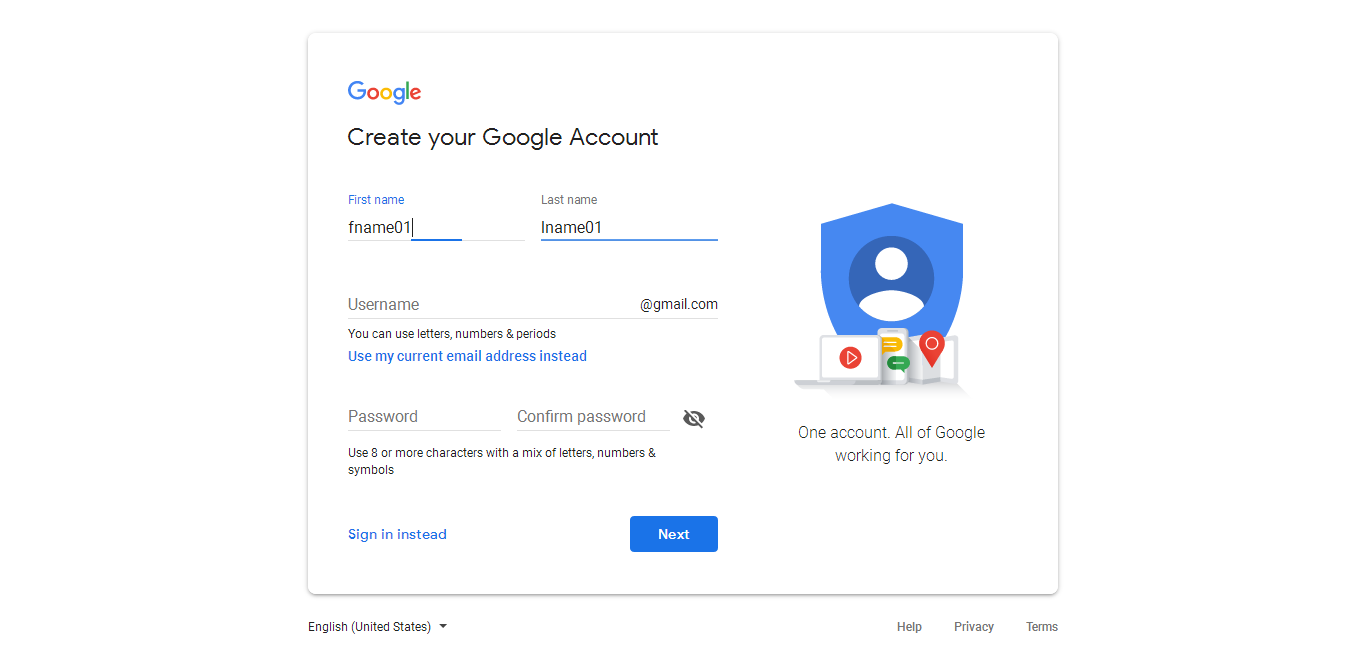 Google
Create your Google Account
First name
Last name
fname01
lname01
Username
@gmail.com
You can use letters, numbers & periods
Use my current email address instead
Password
Confirm password
Use 8 or more characters with a mix of letters, numbers &
symbols
Sign in instead
Next
One account. All of Google
working for you.
English (United States)
Help
Privacy
Terms